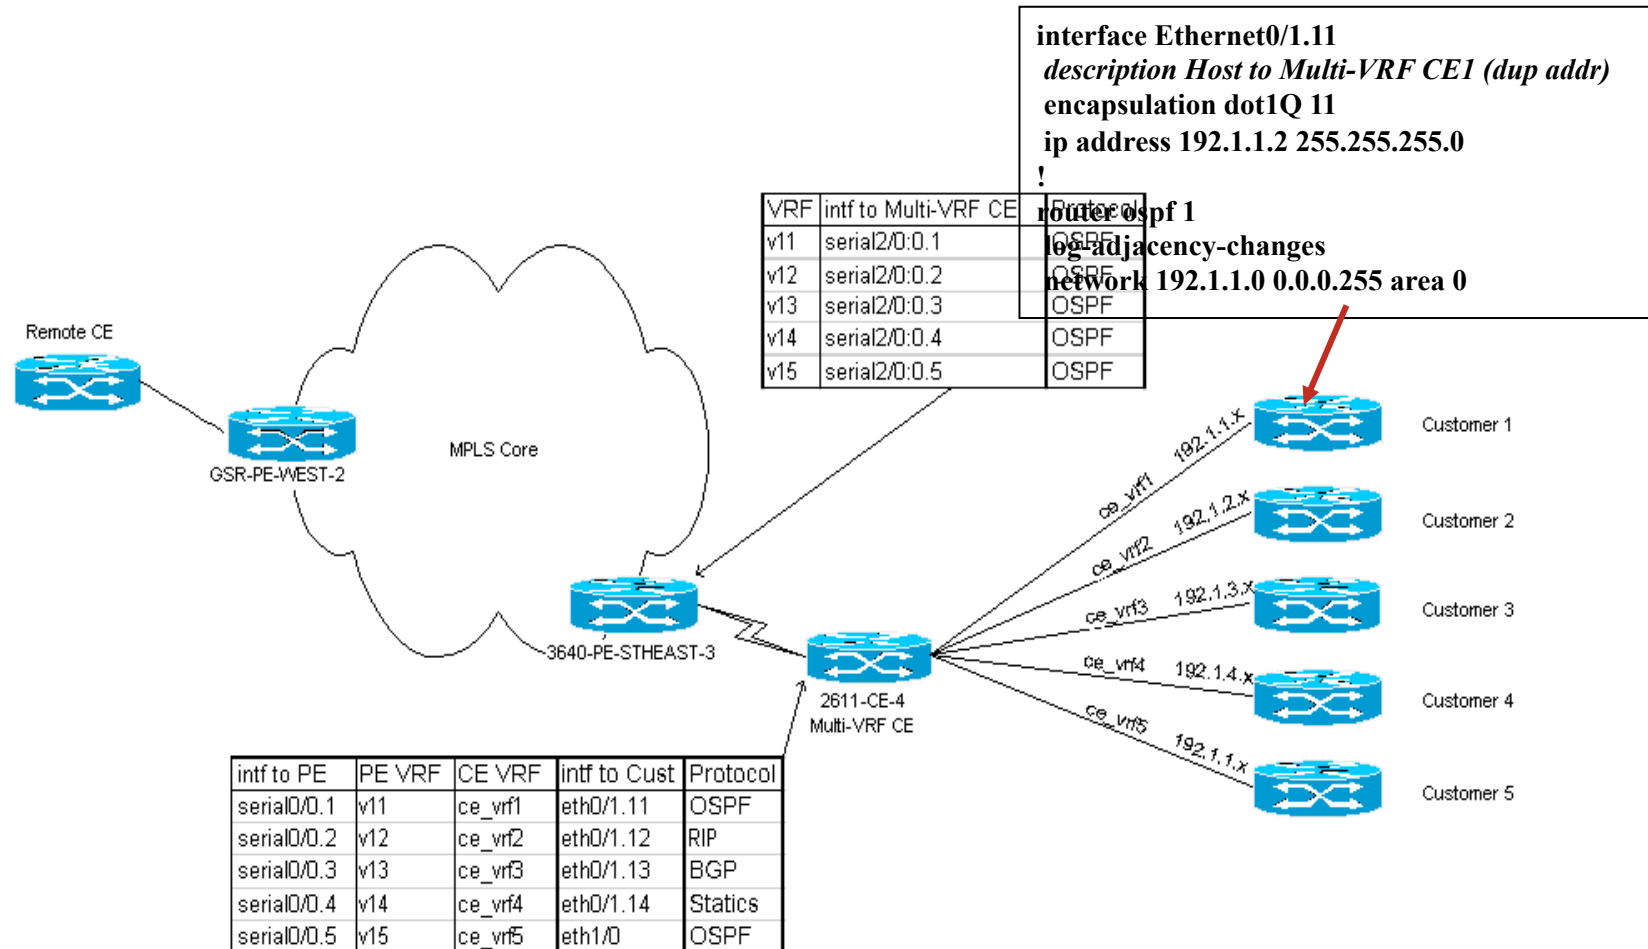 interface Ethernet0/1.11
description Host to Multi-VRF CE1 (dup addr)
encapsulation dot1Q 11
ip address 192.1.1.2 255.255.255.0
!
router ospf 1
log-adjacency-changes
network 192.1.1.0 0.0.0.255 area 0
VRF intf to Multi-VRF CE Protocol
v11 serial2/0:0.1 OSPF
v12 serial2/0:0.2 OSPF
v13 serial2/0:0.3 OSPF
v14 serial2/0:0.4 OSPF
v15 serial2/0:0.5 OSPF
Remote CE
GSR-PE-WEST-2
MPLS Core
3640-PE-STHEAST-3
2611-CE-4
Multi-VRF CE
ce_vrf1 192.1.1.x
Customer 1
ce_vrf2 192.1.2.x
Customer 2
ce_vrf3 192.1.3.x
Customer 3
ce_vrf4 192.1.4.x
Customer 4
ce_vrf5 192.1.1.x
Customer 5
intf to PE PE VRF CE VRF intf to Cust Protocol
serial0/0.1 v11 ce_vrf1 eth0/1.11 OSPF
serial0/0.2 v12 ce_vrf2 eth0/1.12 RIP
serial0/0.3 v13 ce_vrf3 eth0/1.13 BGP
serial0/0.4 v14 ce_vrf4 eth0/1.14 Statics
serial0/0.5 v15 ce_vrf5 eth1/0 OSPF